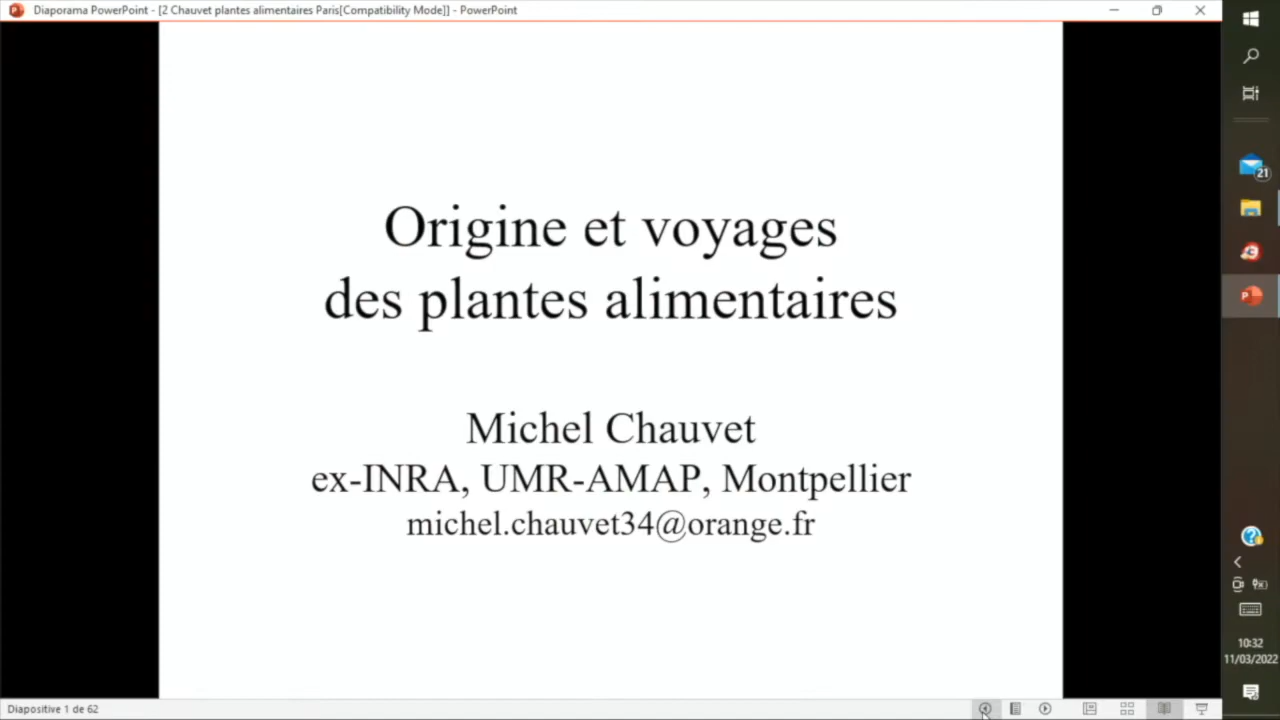 Diaporama PowerPoint - [2 Chauvet plantes alimentaires Paris[Compatibility Mode]] - PowerPoint
Origine et voyages
des plantes alimentaires
Michel Chauvet
ex-INRA, UMR-AMAP, Montpellier
michel.chauvet34@orange.fr
21
10:32
11/03/2022
Diapositive 1 de 62